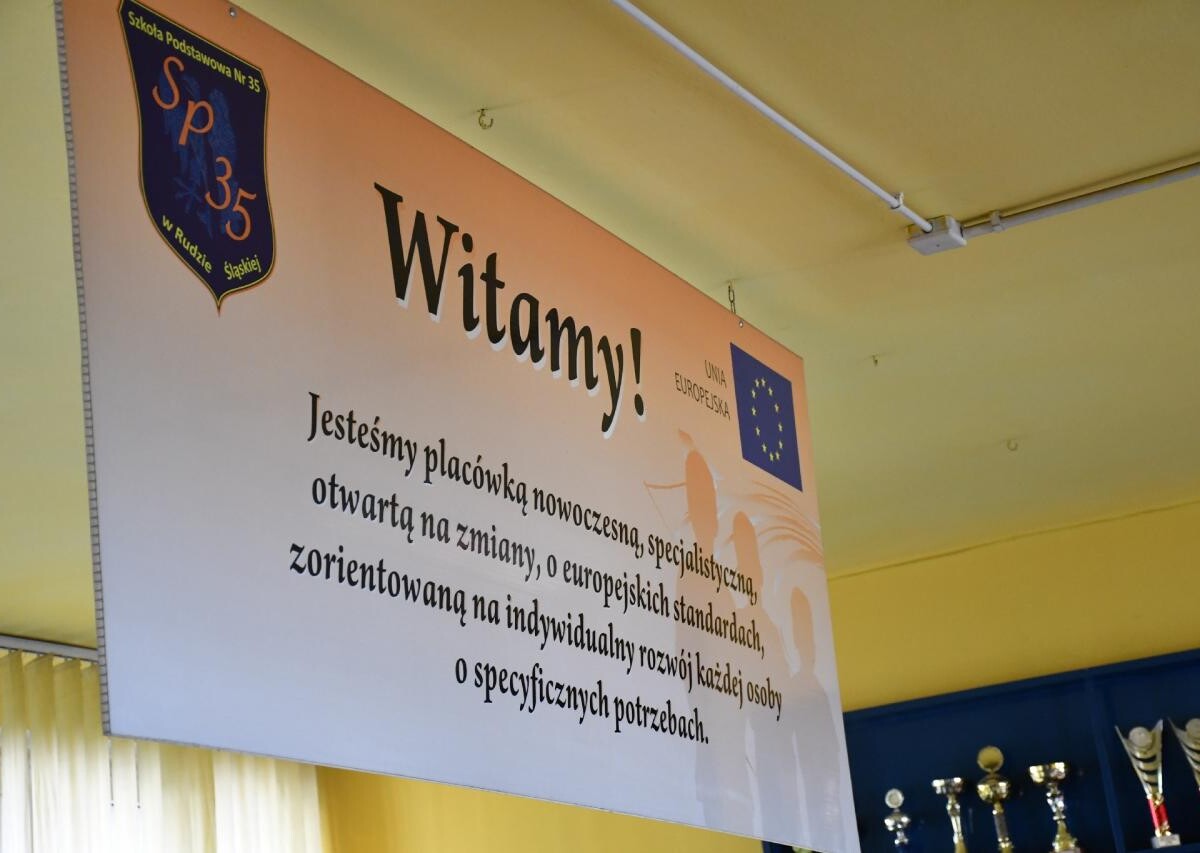 Szkoła Podstawowa Nr 35
SP
35
w Rudzie Śląskiej
Witamy!
UNIA
EUROPEJSKA
Jesteśmy placówką nowoczesną, specjalistyczną,
otwartą na zmiany, o europejskich standardach,
zorientowaną na indywidualny rozwój każdej osoby
o specyficznych potrzebach.